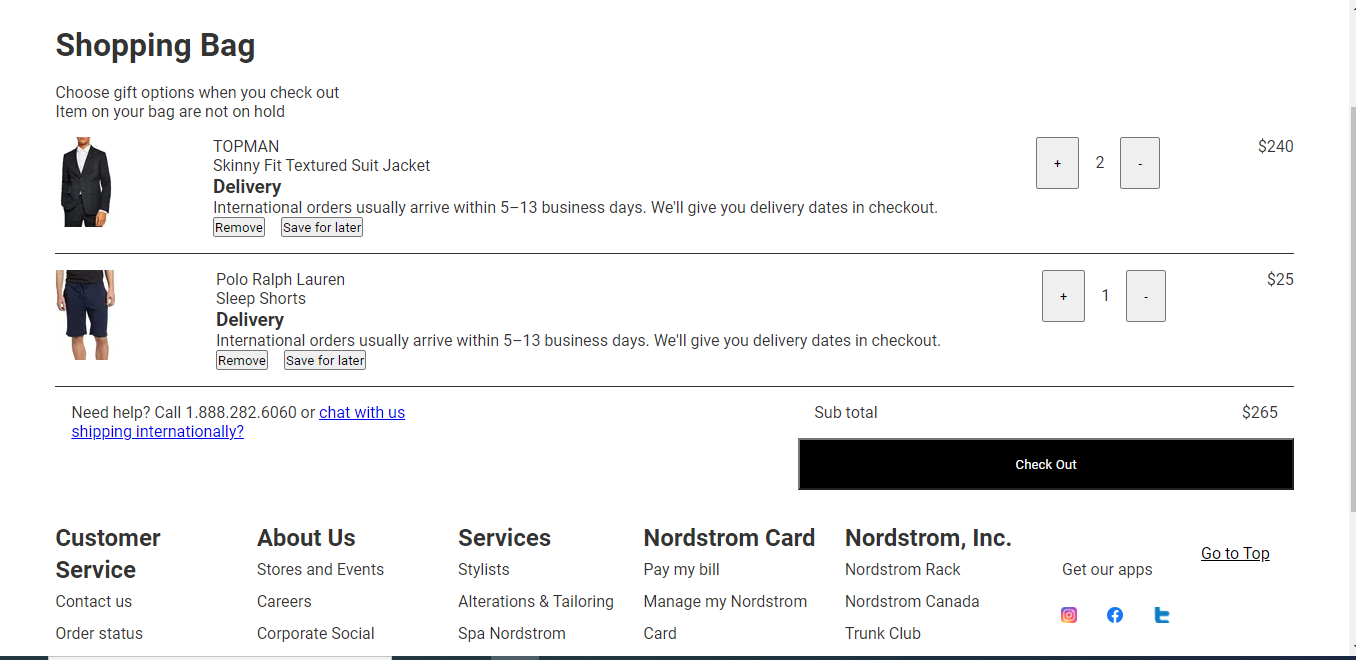 Shopping Bag
Choose gift options when you check out
Item on your bag are not on hold
TOPMAN
Skinny Fit Textured Suit Jacket
Delivery
International orders usually arrive within 5–13 business days. We'll give you delivery dates in checkout.
Remove Save for later
+ 2 -
$240
Polo Ralph Lauren
Sleep Shorts
Delivery
International orders usually arrive within 5–13 business days. We'll give you delivery dates in checkout.
Remove Save for later
+ 1 -
$25
Need help? Call 1.888.282.6060 or chat with us
shipping internationally?
Sub total $265
Check Out
Customer
Service
Contact us
Order status
About Us
Stores and Events
Careers
Corporate Social
Services
Stylists
Alterations & Tailoring
Spa Nordstrom
Nordstrom Card
Pay my bill
Manage my Nordstrom
Card
Nordstrom, Inc.
Nordstrom Rack
Nordstrom Canada
Trunk Club
Get our apps
Go to Top